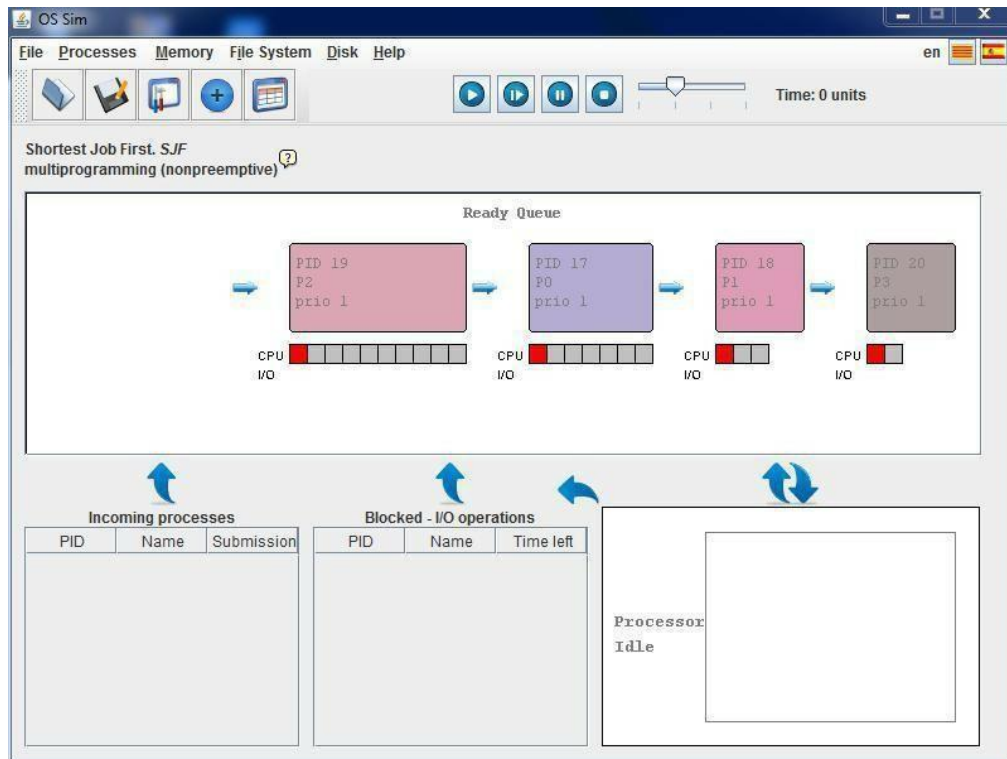 OS Sim
File Processes Memory File System Disk Help
en
Time: 0 units
Shortest Job First. SJF
multiprogramming (nonpreemptive)
?
Ready Queue
PID 19
P2
prio 1
CPU
I/O
PID 17
P0
prio 1
CPU
I/O
PID 18
P1
prio 1
CPU
I/O
PID 20
P3
prio 1
CPU
I/O
Incoming processes
PID Name Submission
Blocked - I/O operations
PID Name Time left
Processor
Idle